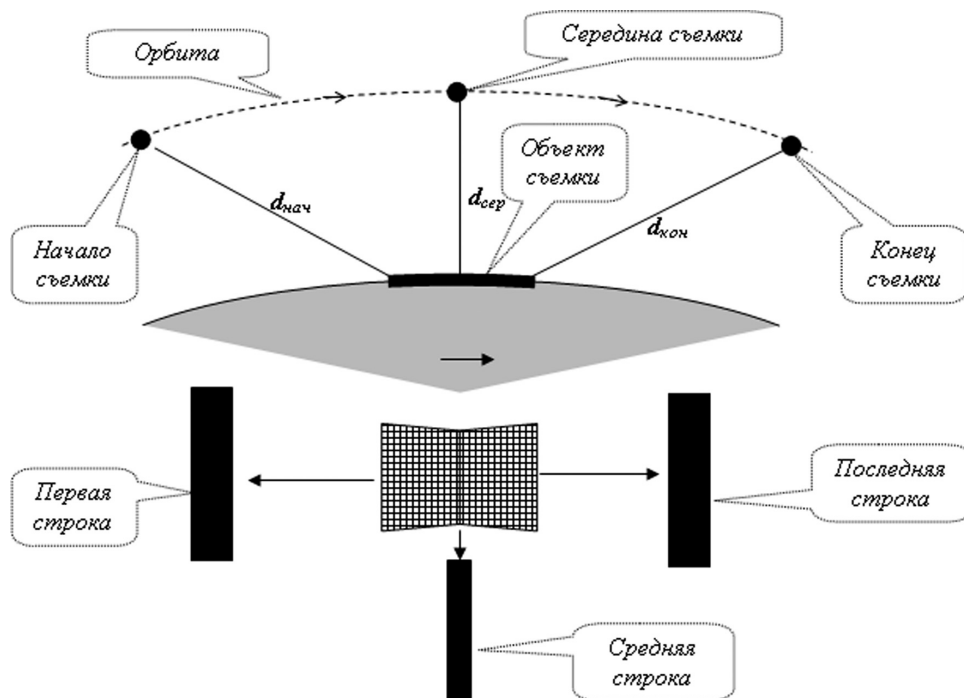 Середина съемки
Орбита
Объект
съемки
dнач
dсер
dкон
Начало
съемки
Конец
съемки
Первая
строка
Последняя
строка
Средняя
строка